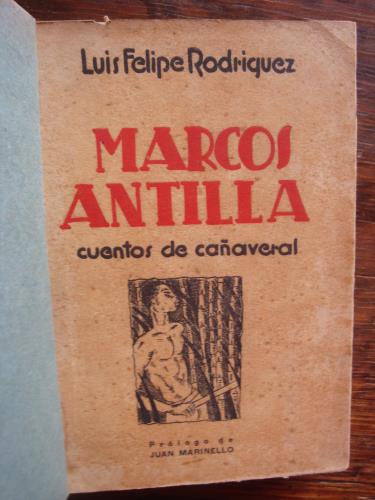 Luis Felipe Rodriguez
MARCOS
ANTILLA
cuentos de cañaveral
Prólogo de
JUAN MARINELLO